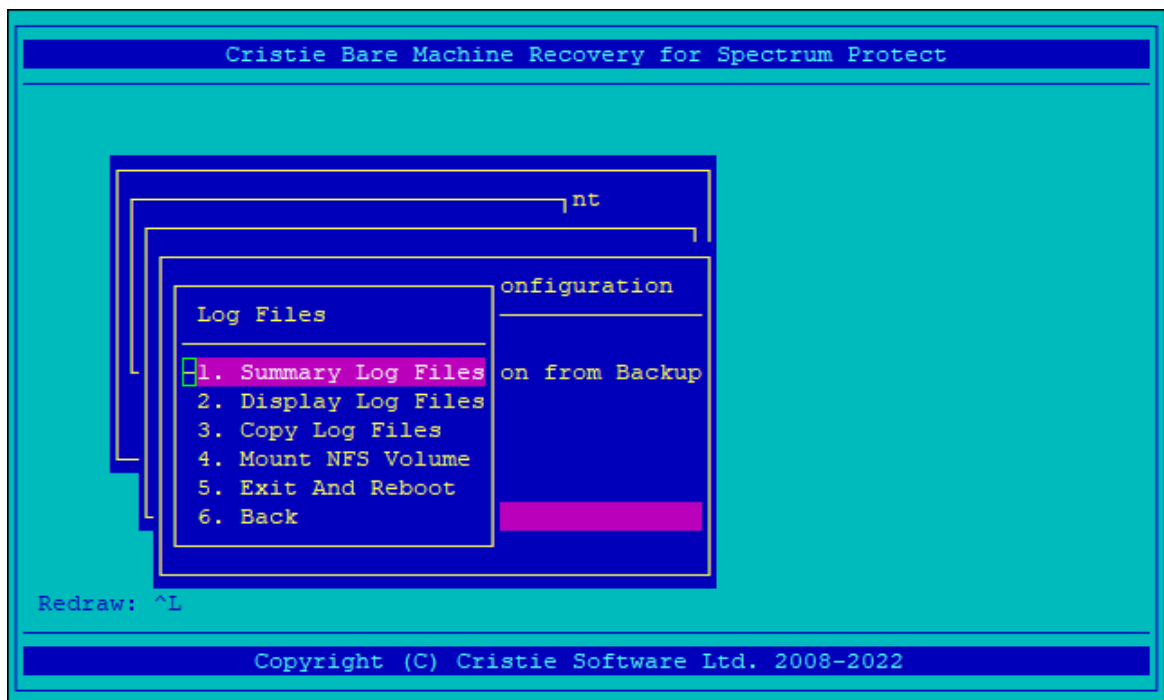 Cristie Bare Machine Recovery for Spectrum Protect
nt
onfiguration
Log Files
1. Summary Log Files on from Backup
2. Display Log Files
3. Copy Log Files
4. Mount NFS Volume
5. Exit And Reboot
6. Back
Redraw: ^L
Copyright (C) Cristie Software Ltd. 2008-2022